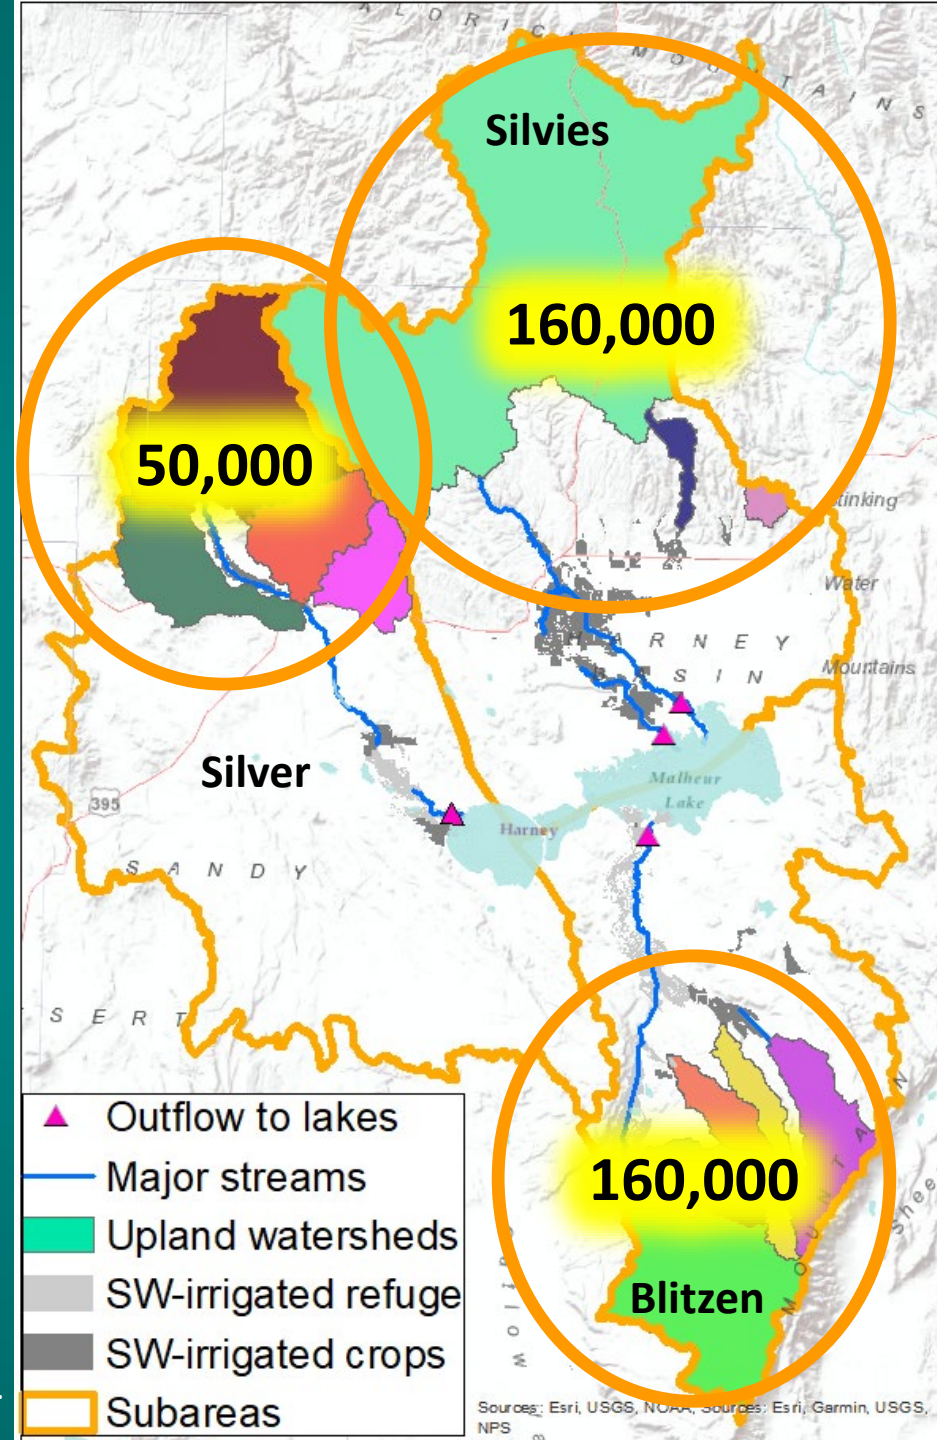 A L D R I C H
M O U N T A I N S
Silvies
160,000
50,000
Stinking
Water
Mountains
H A R N E Y
B A S I N
Silver
Malheur
Lake
Harney
395
S A N D Y
S E R T
160,000
Blitzen
M O U N T A
Shee
Outflow to lakes
Major streams
Upland watersheds
SW-irrigated refuge
SW-irrigated crops
Subareas
Sources: Esri, USGS, NOAA, Sources: Esri, Garmin, USGS,
NPS